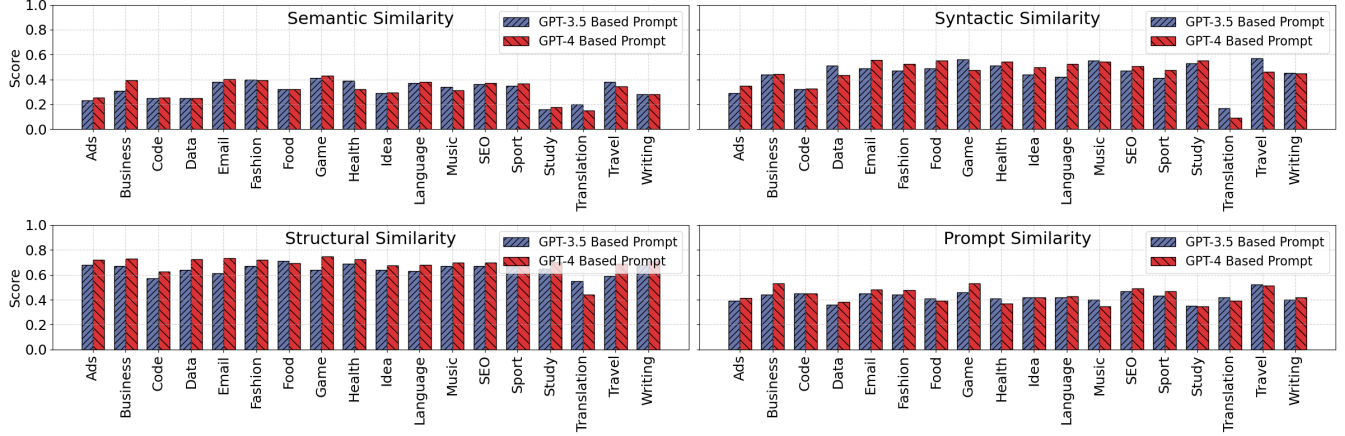 Semantic Similarity
GPT-3.5 Based Prompt
GPT-4 Based Prompt
Score
1.0
0.8
0.6
0.4
0.2
0.0
Ads
Business
Code
Data
Email
Fashion
Food
Game
Health
Idea
Language
Music
SEO
Sport
Study
Translation
Travel
Writing
Syntactic Similarity
GPT-3.5 Based Prompt
GPT-4 Based Prompt
Ads
Business
Code
Data
Email
Fashion
Food
Game
Health
Idea
Language
Music
SEO
Sport
Study
Translation
Travel
Writing
Structural Similarity
GPT-3.5 Based Prompt
GPT-4 Based Prompt
Score
1.0
0.8
0.6
0.4
0.2
0.0
Ads
Business
Code
Data
Email
Fashion
Food
Game
Health
Idea
Language
Music
SEO
Sport
Study
Translation
Travel
Writing
Prompt Similarity
GPT-3.5 Based Prompt
GPT-4 Based Prompt
Ads
Business
Code
Data
Email
Fashion
Food
Game
Health
Idea
Language
Music
SEO
Sport
Study
Translation
Travel
Writing